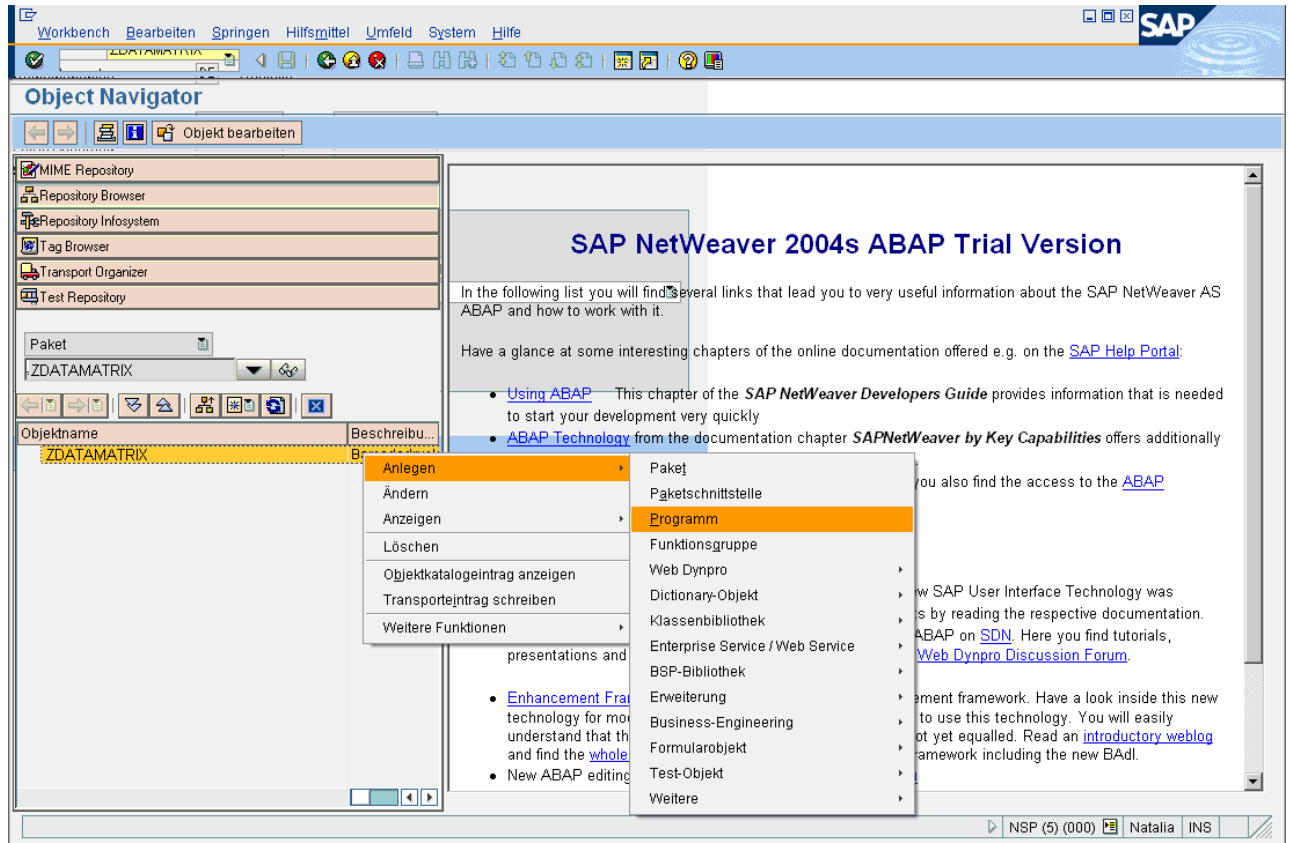 Workbench Bearbeiten Springen Hilfsmittel Umfeld System Hilfe
SAP
ZDATAMATRIX
Object Navigator
Objekt bearbeiten
MIME Repository
Repository Browser
Repository Infosystem
Tag Browser
Transport Organizer
Test Repository
Paket
ZDATAMATRIX
Objektname Beschreibu...
ZDATAMATRIX
Anlegen
Ändern
Anzeigen
Löschen
Objektkatalogeintrag anzeigen
Transporteintrag schreiben
Weitere Funktionen
Paket
Paketschnittstelle
Programm
Funktionsgruppe
Web Dynpro
Dictionary-Objekt
Klassenbibliothek
Enterprise Service / Web Service
BSP-Bibliothek
Erweiterung
Business-Engineering
Formularobjekt
Test-Objekt
Weitere
SAP NetWeaver 2004s ABAP Trial Version
In the following list you will find several links that lead you to very useful information about the SAP NetWeaver AS
ABAP and how to work with it.
Have a glance at some interesting chapters of the online documentation offered e.g. on the SAP Help Portal:
• Using ABAP This chapter of the SAP NetWeaver Developers Guide provides information that is needed
to start your development very quickly
• ABAP Technology from the documentation chapter SAPNetWeaver by Key Capabilities offers additionally
you also find the access to the ABAP
SAP User Interface Technology was
by reading the respective documentation.
ABAP on SDN. Here you find tutorials,
presentations and Web Dynpro Discussion Forum.
• Enhancement framework. Have a look inside this new
technology for to use this technology. You will easily
understand that not yet equalled. Read an introductory weblog
and find the whole framework including the new BAdI.
• New ABAP editing
NSP (5) (000) Natalia INS